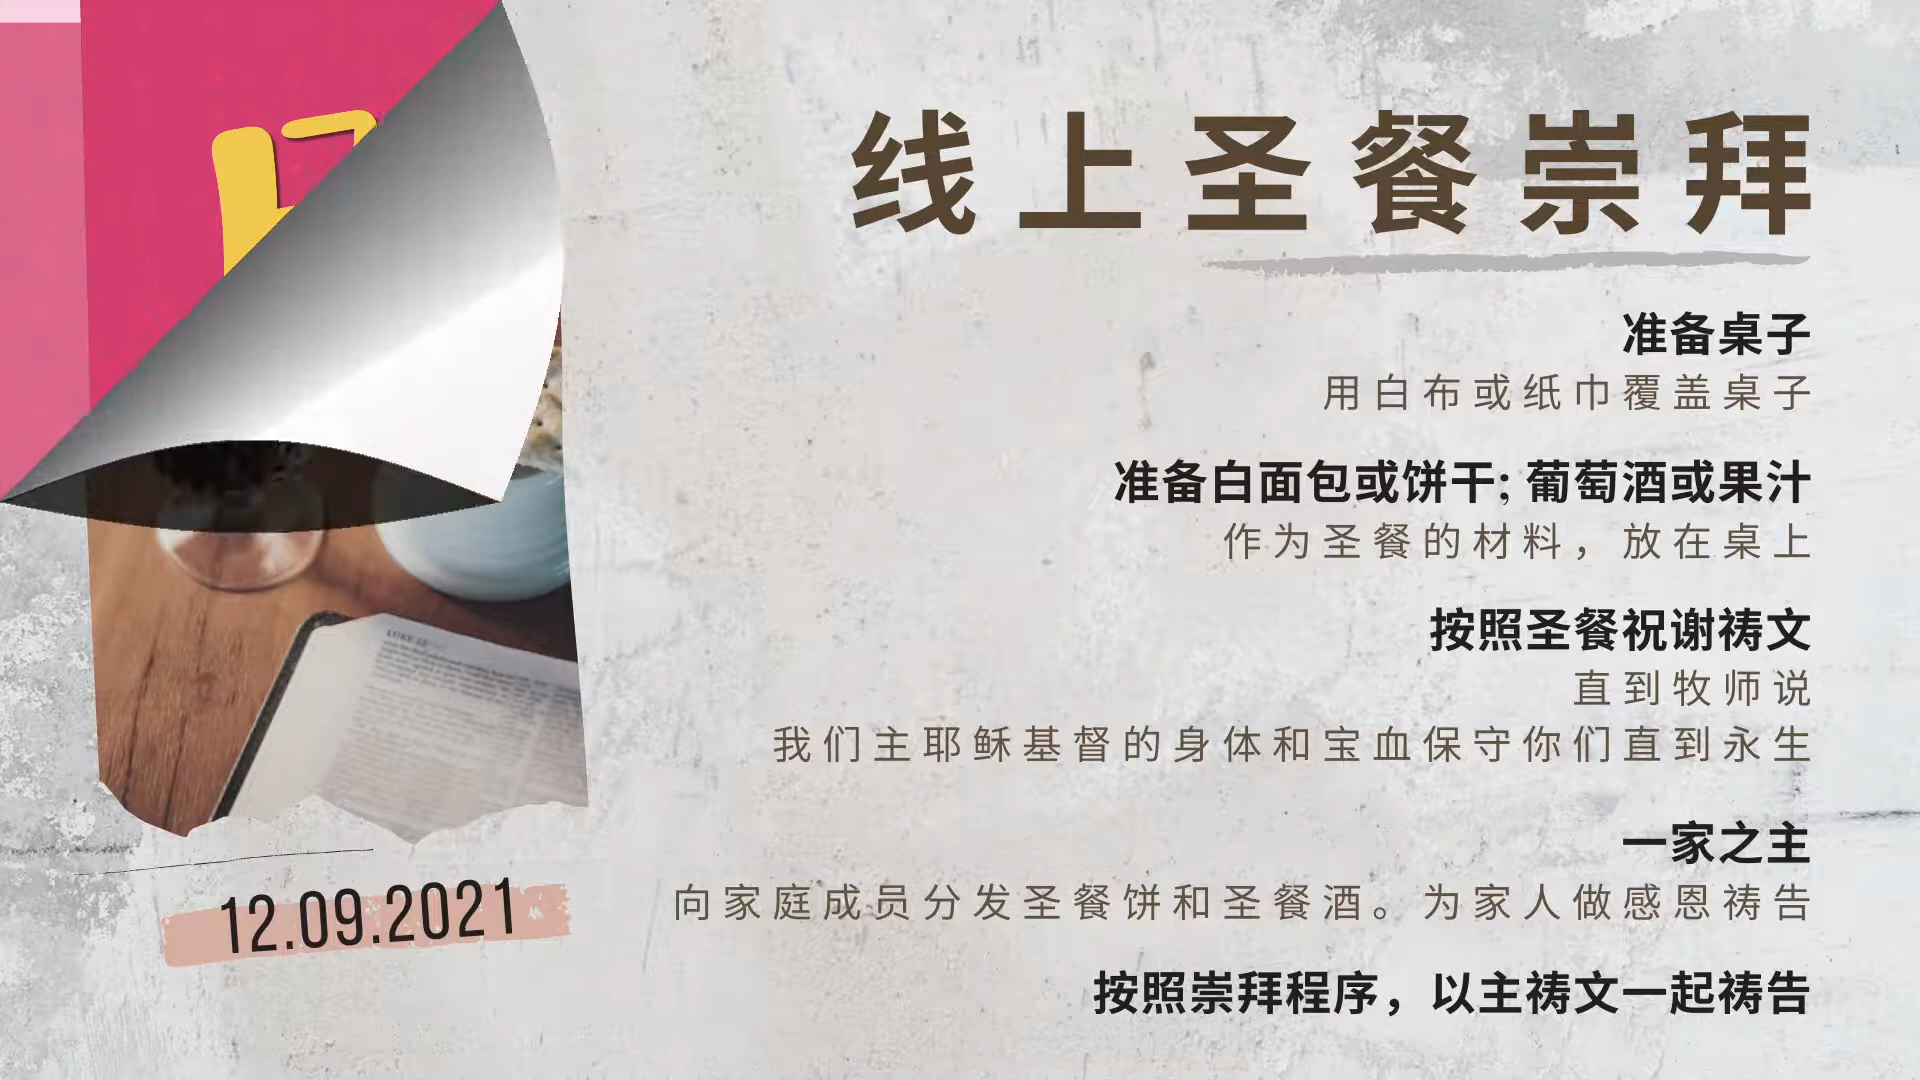 线上圣餐崇拜
准备桌子
用白布或纸巾覆盖桌子
准备白面包或饼干; 葡萄酒或果汁
作为圣餐的材料，放在桌上
按照圣餐祝谢祷文
直到牧师说
我们主耶稣基督的身体和宝血保守你们直到永生
一家之主
向家庭成员分发圣餐饼和圣餐酒。为家人做感恩祷告
按照崇拜程序，以主祷文一起祷告
LUKE 22
12.09.2021